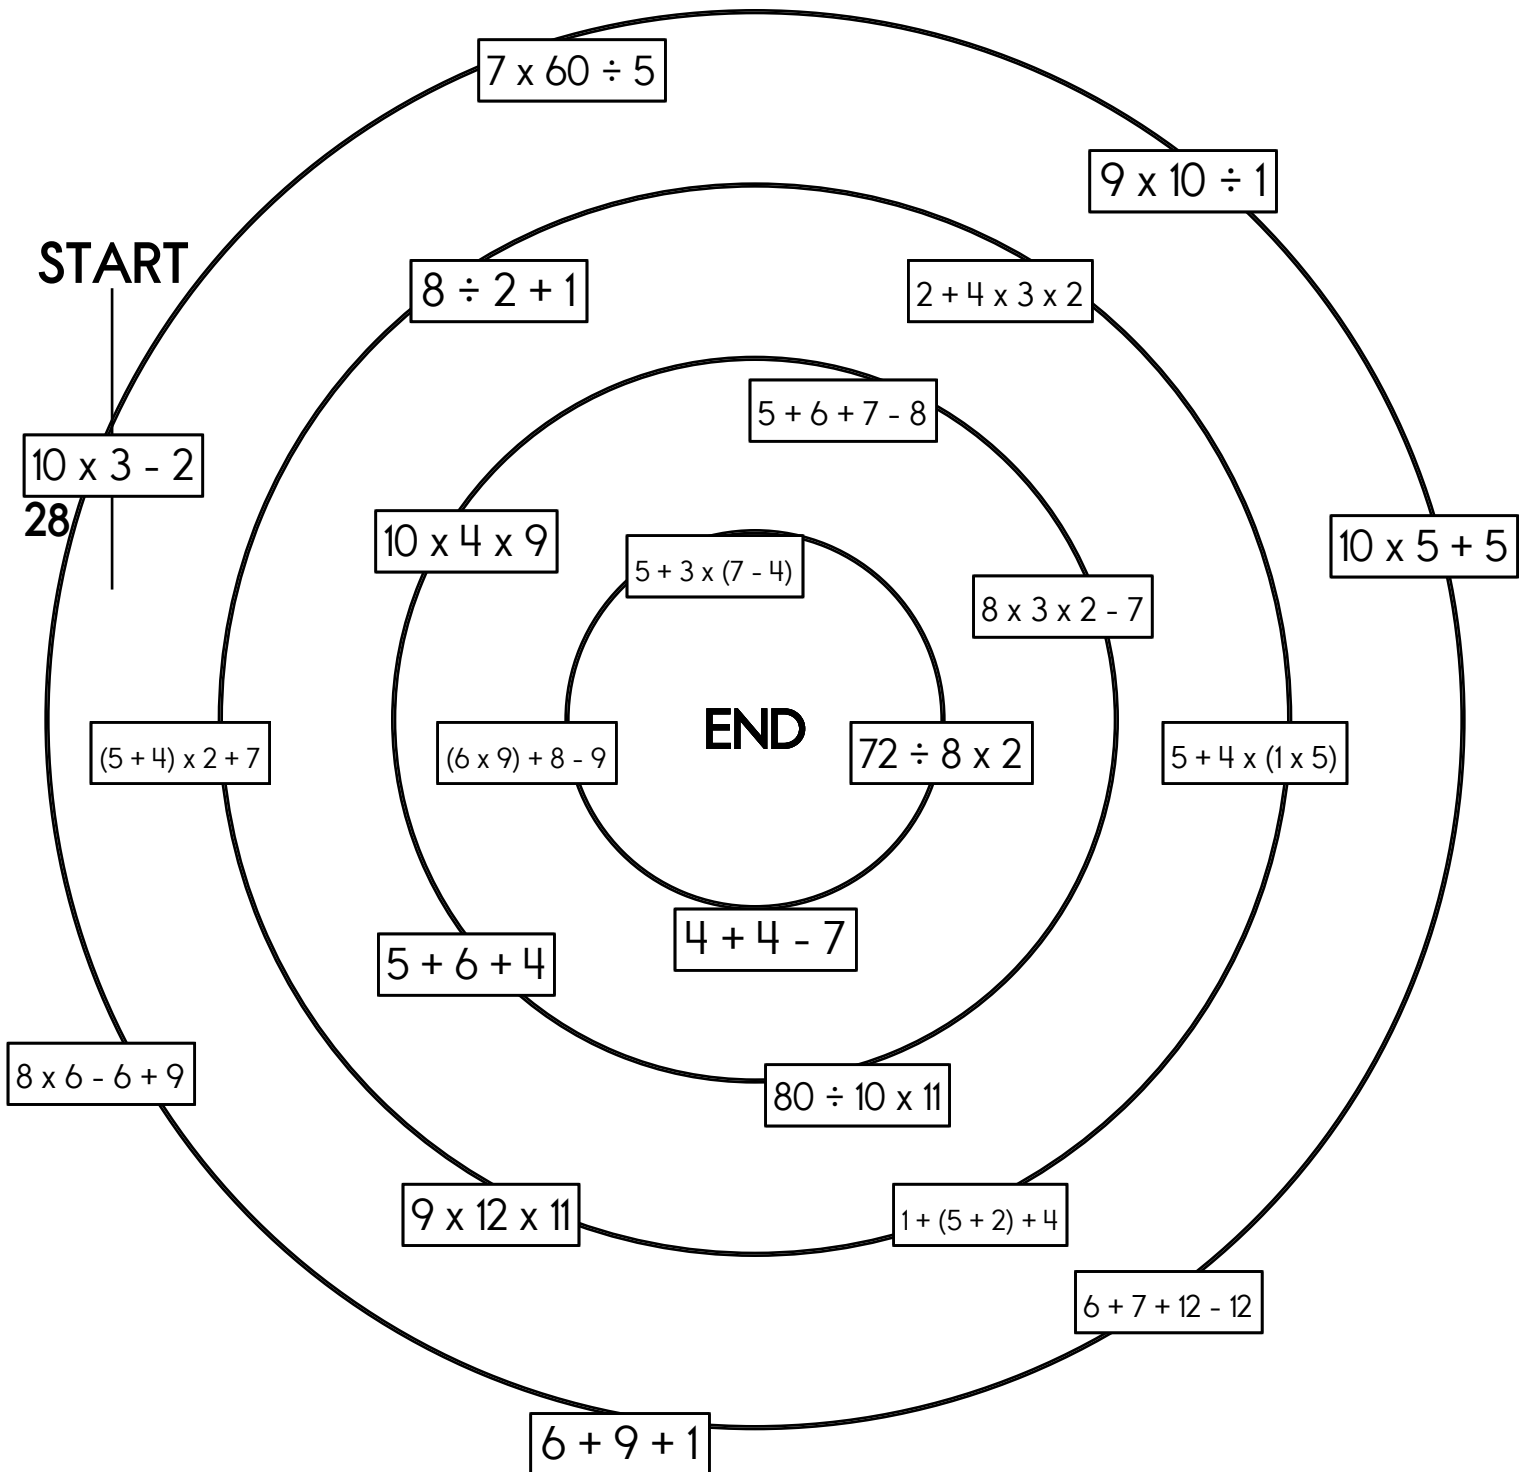 7 x 60 ÷ 5
9 x 10 ÷ 1
START
8 ÷ 2 + 1
2 + 4 x 3 x 2
5 + 6 + 7 - 8
10 x 3 - 2
28
10 x 4 x 9
10 x 5 + 5
5 + 3 x (7 - 4)
8 x 3 x 2 - 7
END
(5 + 4) x 2 + 7
(6 x 9) + 8 - 9
72 ÷ 8 x 2
5 + 4 x (1 x 5)
4 + 4 - 7
5 + 6 + 4
8 x 6 - 6 + 9
80 ÷ 10 x 11
9 x 12 x 11
1 + (5 + 2) + 4
6 + 7 + 12 - 12
6 + 9 + 1